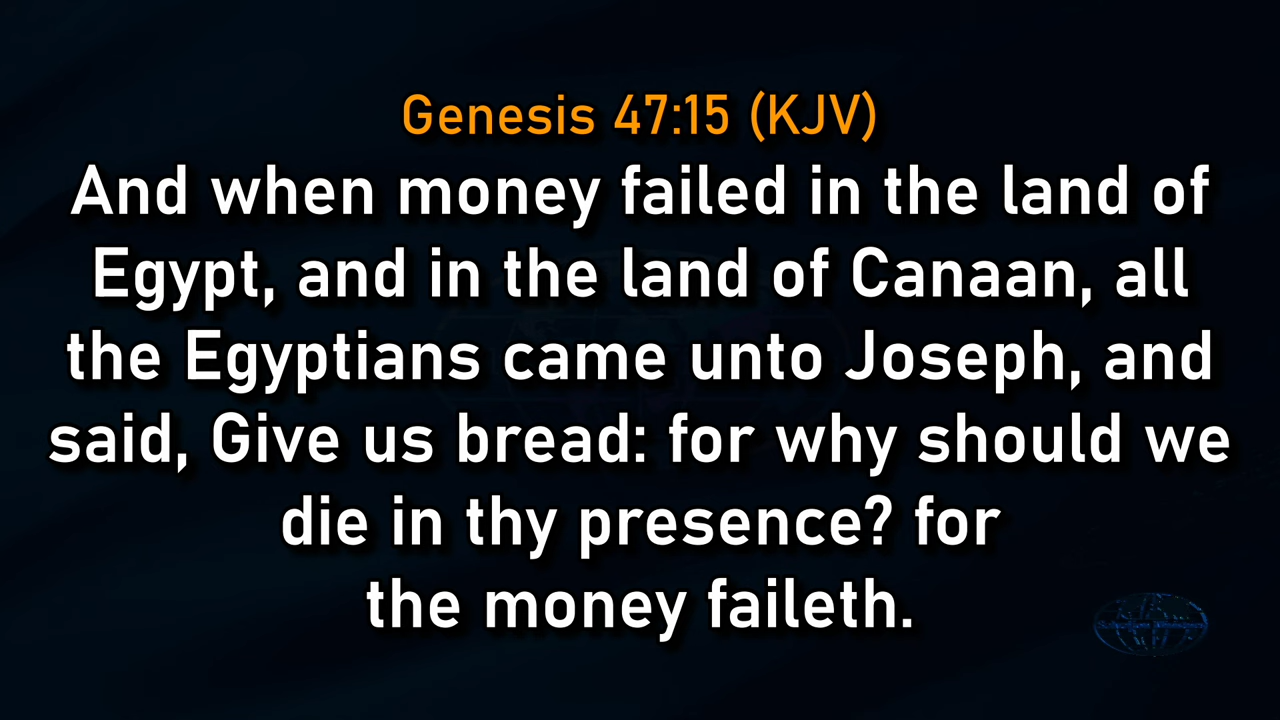 Genesis 47:15 (KJV)
And when money failed in the land of
Egypt, and in the land of Canaan, all
the Egyptians came unto Joseph, and
said, Give us bread: for why should we
die in thy presence? for
the money faileth.